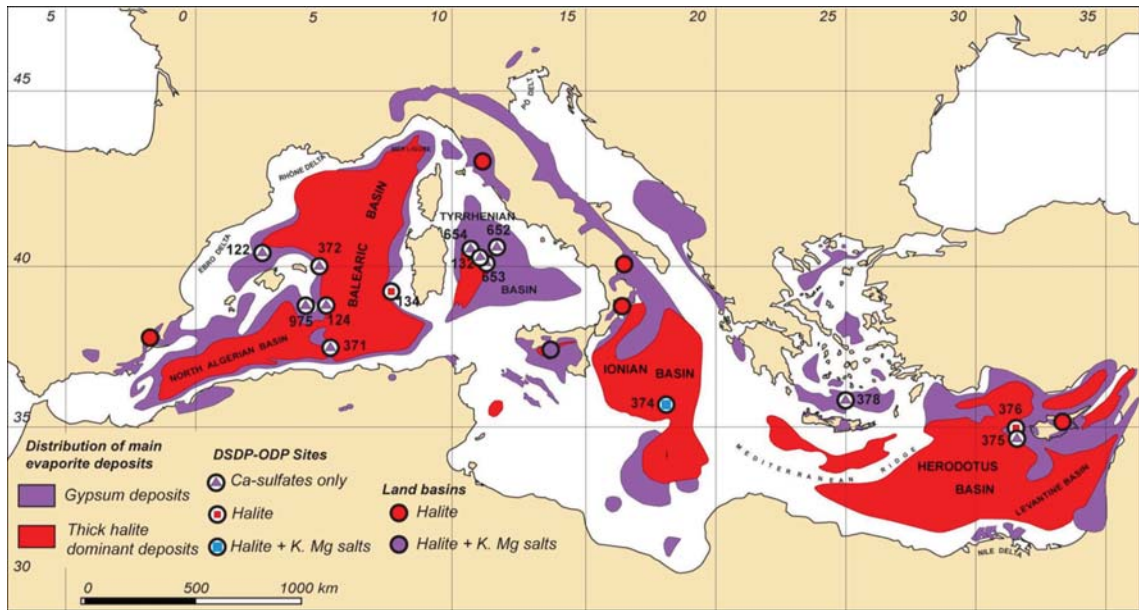 5 0 5 10 15 20 25 30 35
45
40
35
30
RHÔNE DELTA
EBRO DELTA
BALEARIC BASIN
NORTH ALGERIAN BASIN
TYRRHENIAN
BASIN
IONIAN
BASIN
MEDITERRANEAN RIDGE
HERODOTUS
BASIN
LEVANTINE BASIN
NILE DELTA
122
372
975
124
371
134
654
652
132
653
374
378
376
375
Distribution of main
evaporite deposits
Gypsum deposits
Thick halite
dominant deposits
DSDP-ODP Sites
Ca-sulfates only
Halite
Halite + K. Mg salts
Land basins
Halite
Halite + K. Mg salts
0 500 1000 km